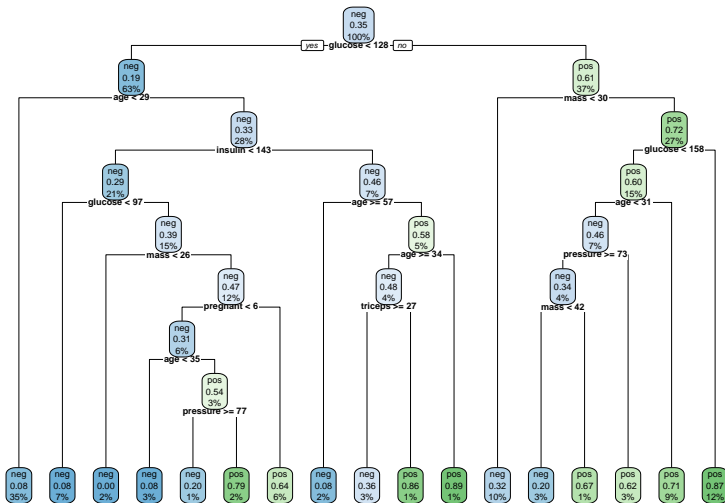 neg
0.35
100%
yes glucose < 128 no
neg
0.19
63%
age < 29
pos
0.61
37%
mass < 30
neg
0.33
28%
insulin < 143
pos
0.72
27%
glucose < 158
neg
0.29
21%
glucose < 97
neg
0.46
7%
age >= 57
pos
0.60
15%
age < 31
neg
0.39
15%
mass < 26
pos
0.58
5%
age >= 34
neg
0.46
7%
pressure >= 73
neg
0.47
12%
pregnant < 6
neg
0.48
4%
triceps >= 27
neg
0.34
4%
mass < 42
neg
0.31
6%
age < 35
pos
0.54
3%
pressure >= 77
neg
0.08
35%
neg
0.08
7%
neg
0.00
2%
neg
0.08
3%
neg
0.20
1%
pos
0.79
2%
pos
0.64
6%
neg
0.08
2%
neg
0.36
3%
pos
0.86
1%
pos
0.89
1%
neg
0.32
10%
neg
0.20
3%
pos
0.67
1%
pos
0.62
3%
pos
0.71
9%
pos
0.87
12%